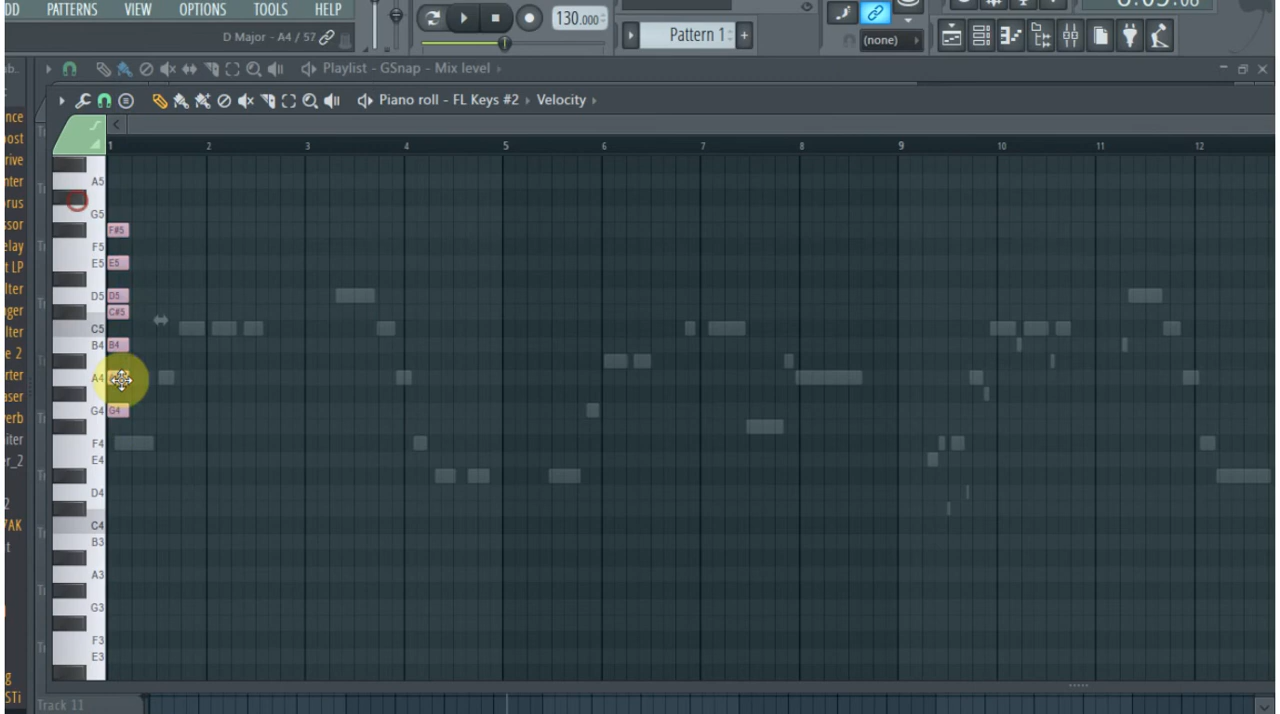 DD PATTERNS VIEW OPTIONS TOOLS HELP
130.000
D Major - A4 / 57
Pattern 1 +
(none)
Playlist - GSnap - Mix level
Piano roll - FL Keys #2 Velocity
1 2 3 4 5 6 7 8 9 10 11 12
A5
G5
F#5
F5
E5 E5
D5 D5
C#5
C5
B4 B4
A4
G4 G4
F4
E4
D4
C4
B3
A3
G3
F3
E3
Track 11